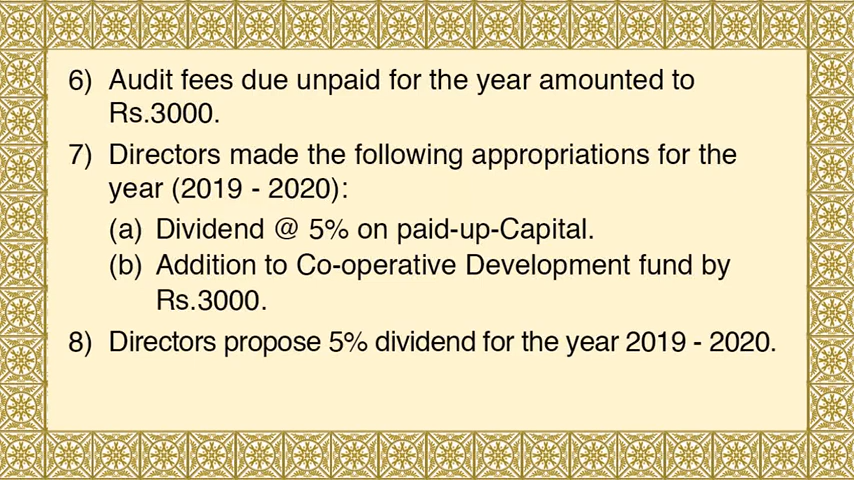 6) Audit fees due unpaid for the year amounted to
Rs.3000.
7) Directors made the following appropriations for the
year (2019 - 2020):
(a) Dividend @ 5% on paid-up-Capital.
(b) Addition to Co-operative Development fund by
Rs.3000.
8) Directors propose 5% dividend for the year 2019 - 2020.